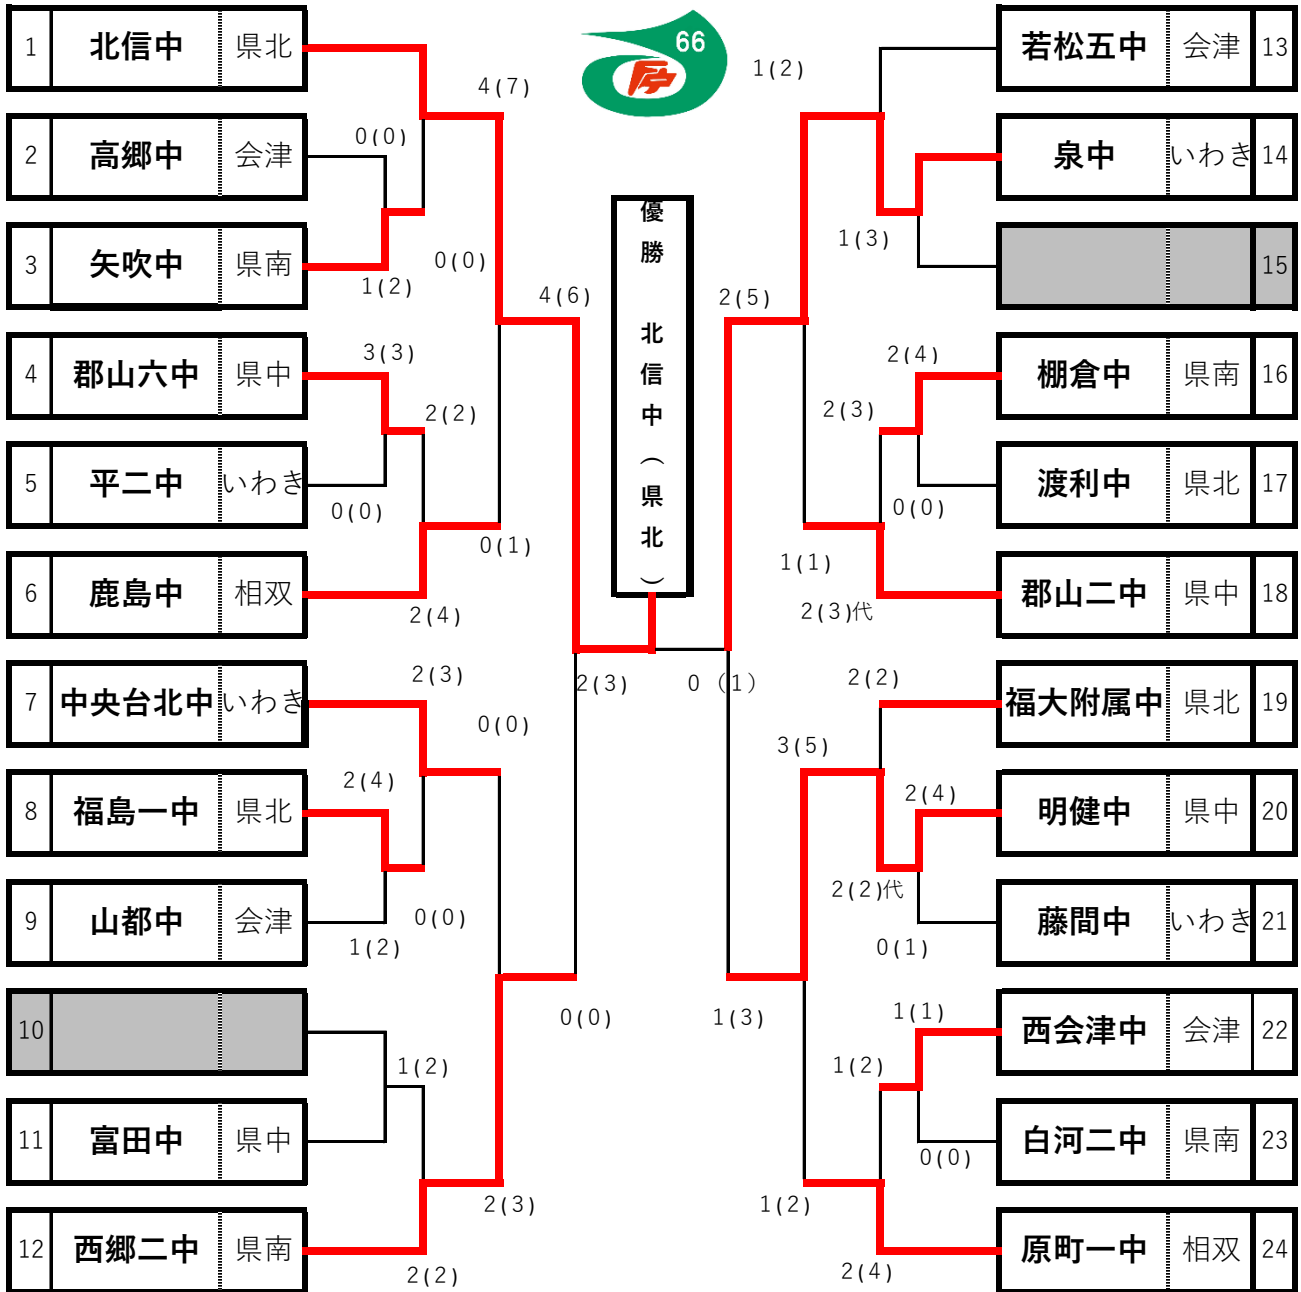 66
優勝 北信中（県北）
1 北信中 県北
2 高郷中 会津
3 矢吹中 県南
4 郡山六中 県中
5 平二中 いわき
6 鹿島中 相双
7 中央台北中 いわき
8 福島一中 県北
9 山都中 会津
10
11 富田中 県中
12 西郷二中 県南
4(7)
0(0)
0(0)
1(2)
4(6)
3(3)
2(2)
0(0)
0(1)
2(4)
2(3)
0(0)
2(4)
0(0)
1(2)
0(0)
1(2)
2(3)
2(2)
2(3)
0（1）
1(2)
1(3)
2(5)
2(4)
2(3)
0(0)
1(1)
2(3)代
2(2)
3(5)
2(4)
2(2)代
0(1)
1(3)
1(1)
1(2)
0(0)
1(2)
2(4)
若松五中 会津 13
泉中 いわき 14
15
棚倉中 県南 16
渡利中 県北 17
郡山二中 県中 18
福大附属中 県北 19
明健中 県中 20
藤間中 いわき 21
西会津中 会津 22
白河二中 県南 23
原町一中 相双 24